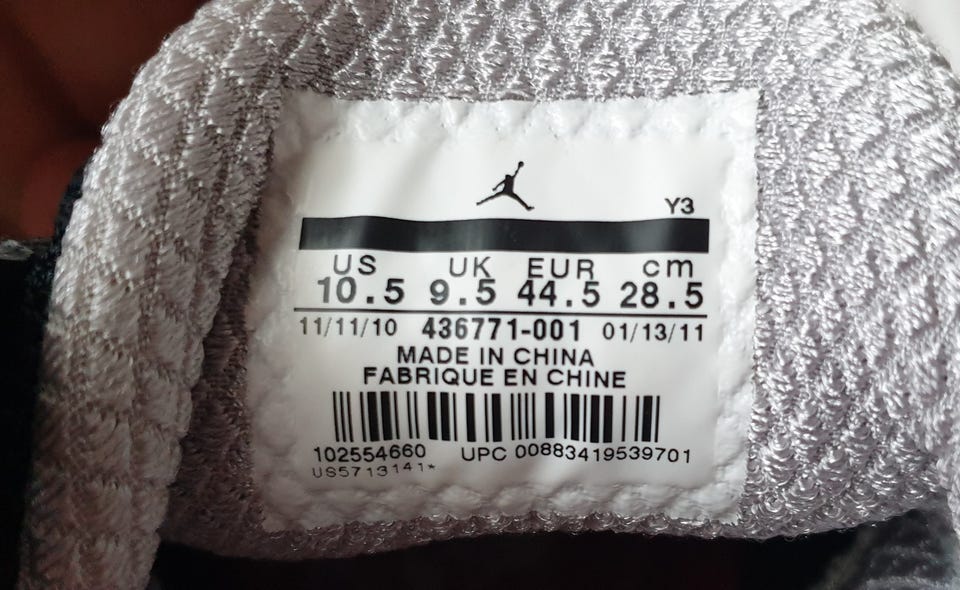 Y3
US UK EUR cm
10.5 9.5 44.5 28.5
11/11/10 436771-001 01/13/11
MADE IN CHINA
FABRIQUE EN CHINE
102554660 UPC 00883419539701
US5713141*